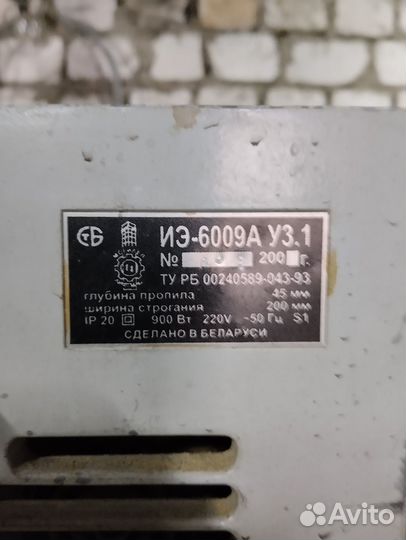 СТБ
ИЭ-6009А У3.1
№ 200 г.
ТУ РБ 00240589-043-93
глубина пропила 45 мм
ширина строгания 200 мм
IP 20 900 Вт 220V ~50 Гц S1
СДЕЛАНО В БЕЛАРУСИ
Avito